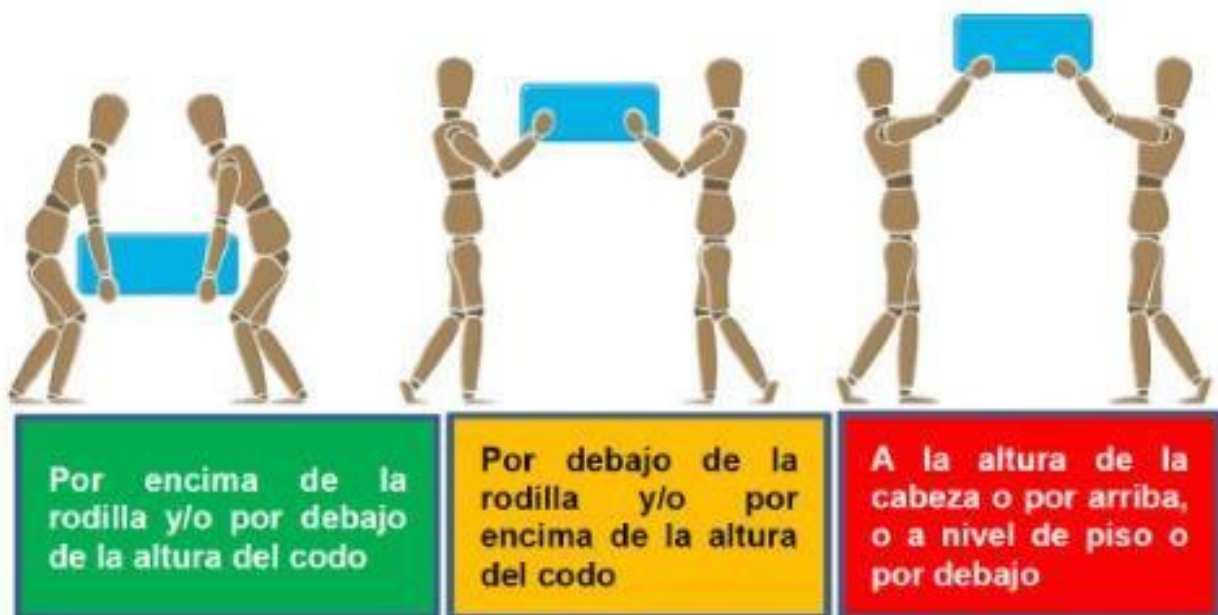 Por encima de la
rodilla y/o por debajo
de la altura del codo
Por debajo de la
rodilla y/o por
encima de la altura
del codo
A la altura de la
cabeza o por arriba,
o a nivel de piso o
por debajo